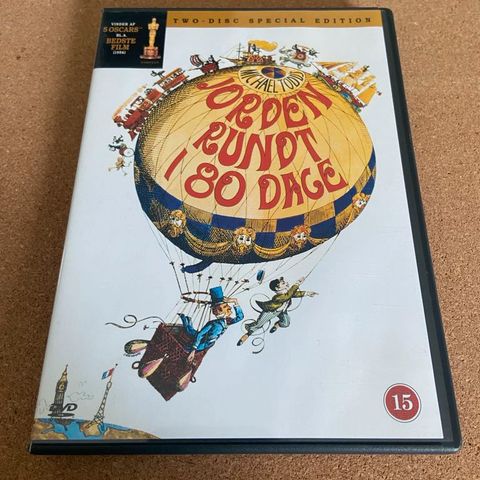 VINDER AF
5 OSCARS
BL.A.
BEDSTE
FILM
(1956)
TWO-DISC SPECIAL EDITION
MICHAEL TODD'S
JORDEN
RUNDT
I 80 DAGE
15
DVD